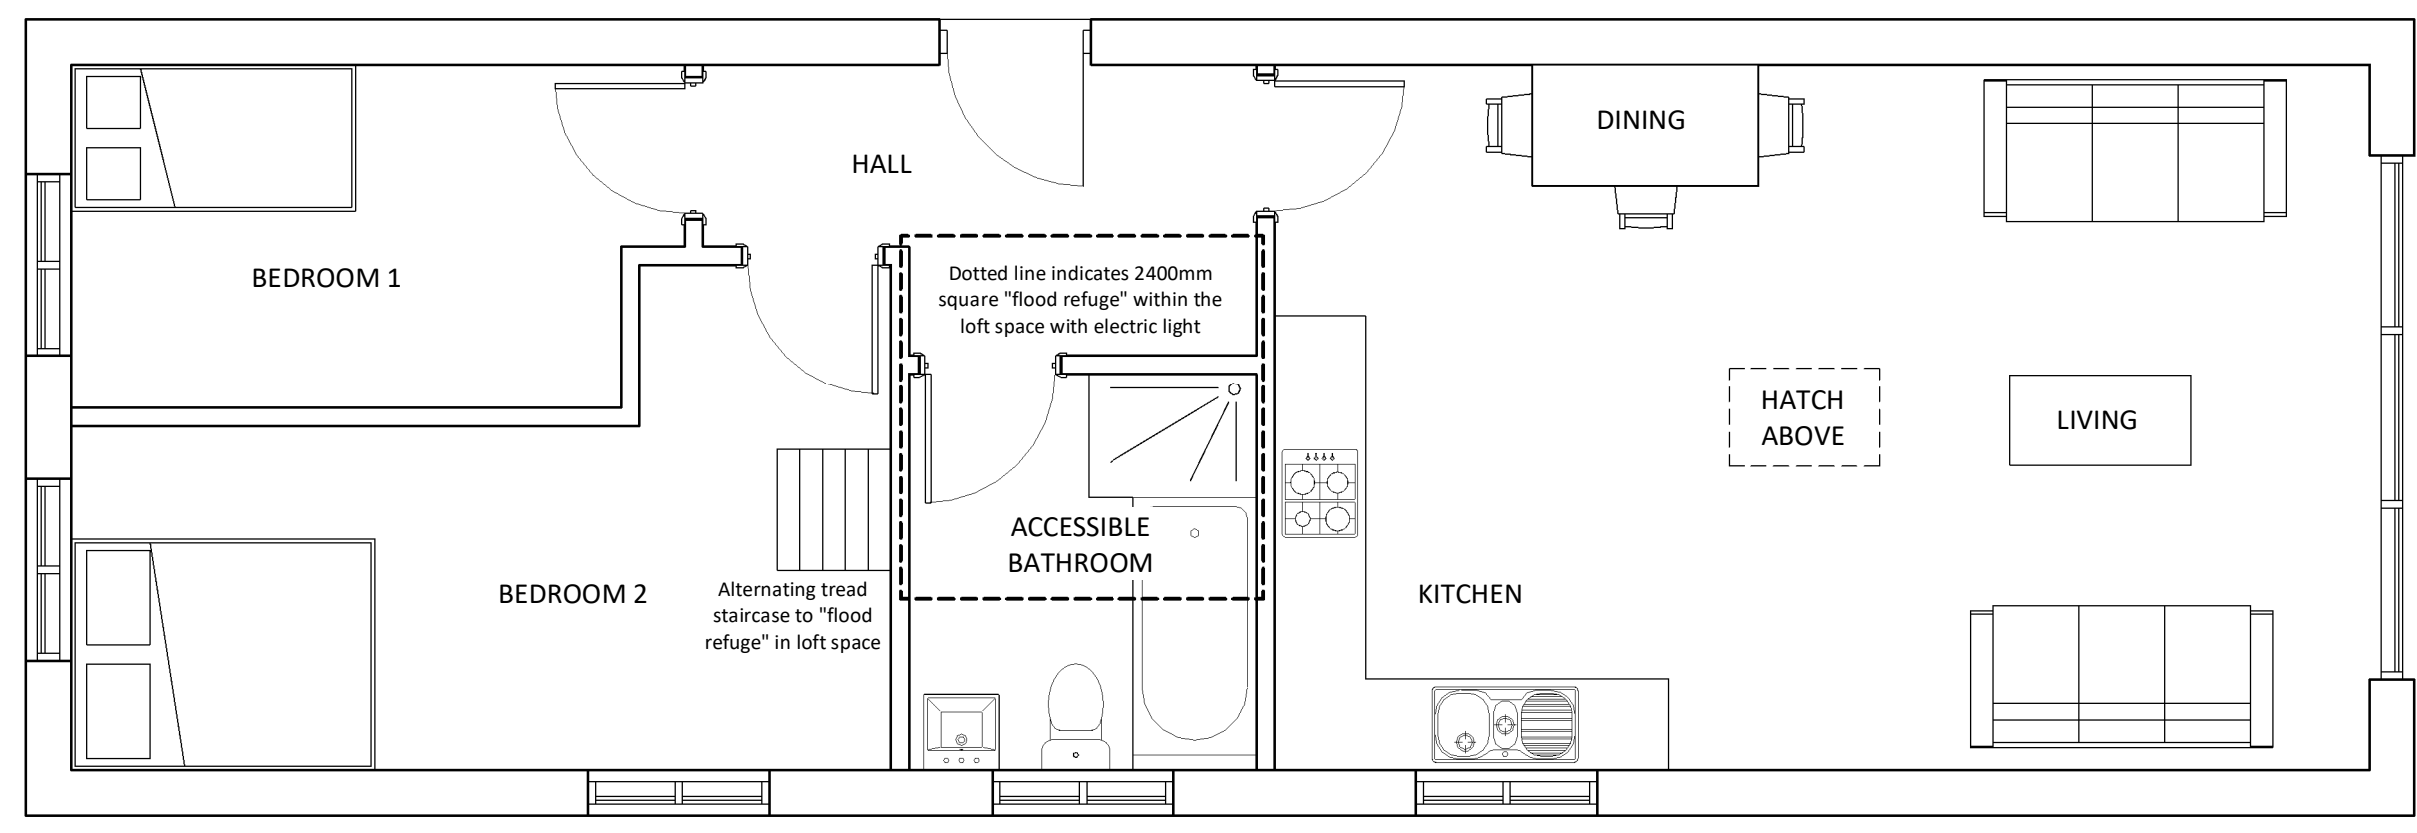 DINING
HALL
BEDROOM 1
Dotted line indicates 2400mm
square "flood refuge" within the
loft space with electric light
HATCH
ABOVE
LIVING
ACCESSIBLE
BATHROOM
BEDROOM 2
Alternating tread
staircase to "flood
refuge" in loft space
KITCHEN